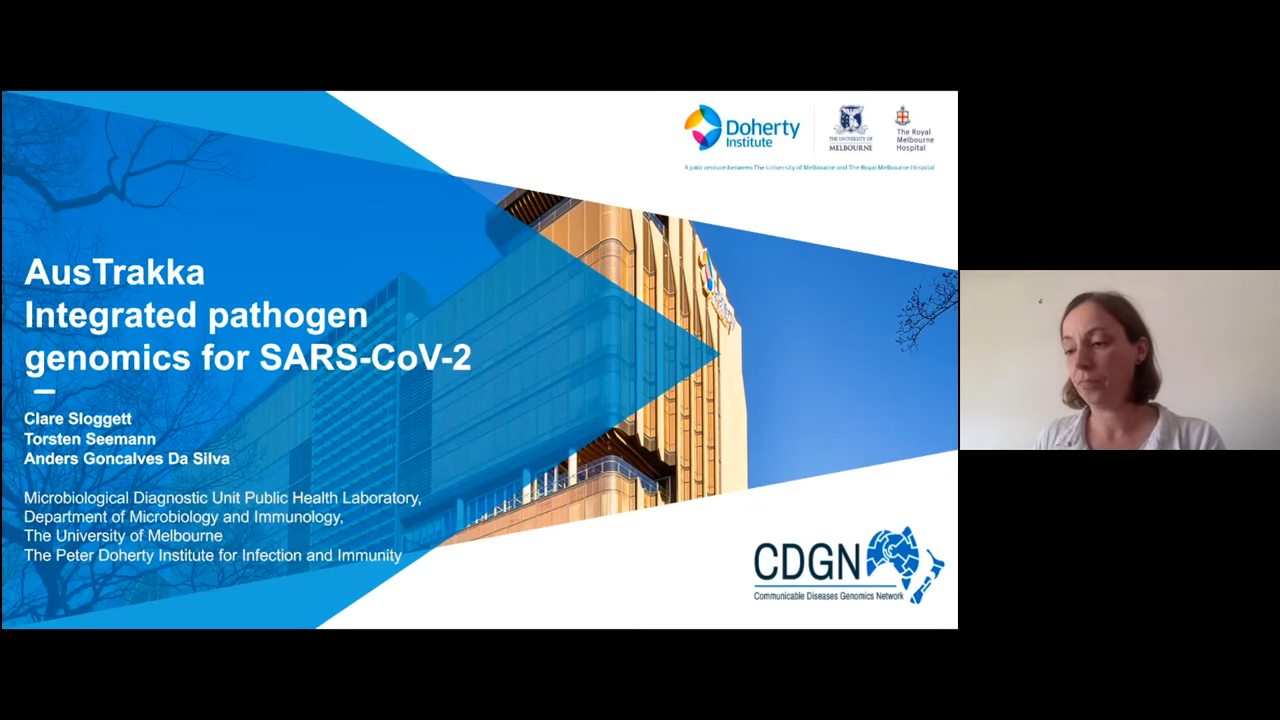 Doherty
Institute
THE UNIVERSITY OF
MELBOURNE
The Royal
Melbourne
Hospital
A joint venture between The University of Melbourne and The Royal Melbourne Hospital
AusTrakka
Integrated pathogen
genomics for SARS-CoV-2
Clare Sloggett
Torsten Seemann
Anders Goncalves Da Silva
Microbiological Diagnostic Unit Public Health Laboratory,
Department of Microbiology and Immunology,
The University of Melbourne
The Peter Doherty Institute for Infection and Immunity
CDGN
Communicable Diseases Genomics Network